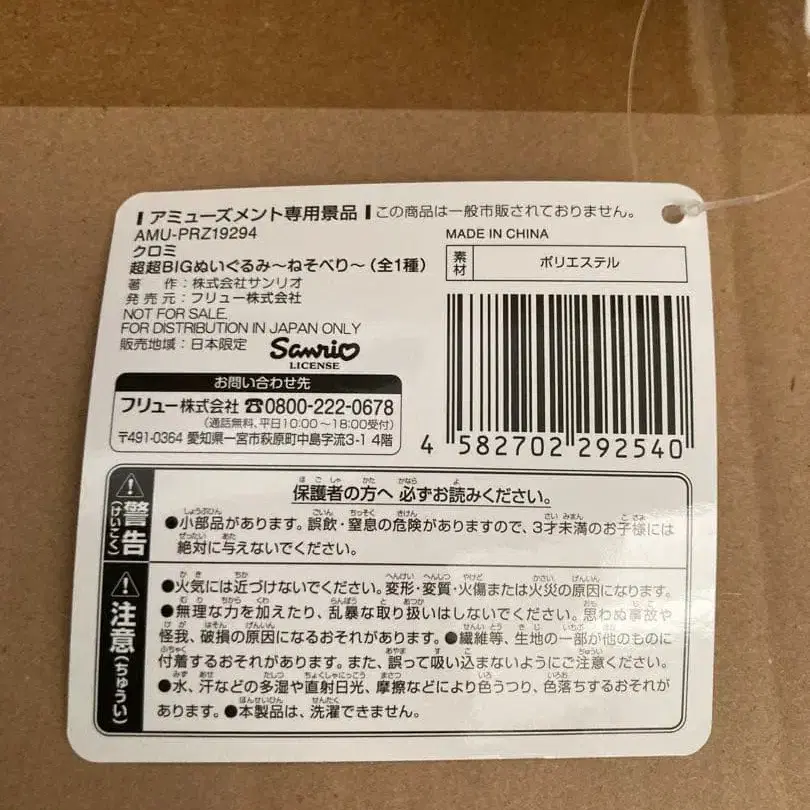 アミューズメント専用景品 この商品は一般市販されておりません。
AMU-PRZ19294
クロミ
超超BIGぬいぐるみ～ねそべり～(全1種)
著 作:株式会社サンリオ
発売元:フリュー株式会社
NOT FOR SALE.
FOR DISTRIBUTION IN JAPAN ONLY
販売地域:日本限定
Sanrio
LICENSE
お問い合わせ先
フリュー株式会社 ☎0800-222-0678
(通話無料、平日10:00～18:00受付)
〒491-0364 愛知県一宮市萩原町中島字流3-1 4階
MADE IN CHINA
素材 ポリエステル
4 582702 292540
警告
(けいこく)
保護者の方へ 必ずお読みください。
●小部品があります。誤飲・窒息の危険がありますので、3才未満のお子様には
絶対に与えないでください。
注意(ちゅうい)
●火気には近づけないでください。変形・変質・火傷または火災の原因になります。
●無理な力を加えたり、乱暴な取り扱いはしないでください。思わぬ事故や
怪我、破損の原因になるおそれがあります。●繊維等、生地の一部が他のものに
付着するおそれがあります。また、誤って吸い込まないようにご注意ください。
●水、汗などの多湿や直射日光、摩擦などにより色うつり、色落ちするおそれが
あります。●本製品は、洗濯できません。